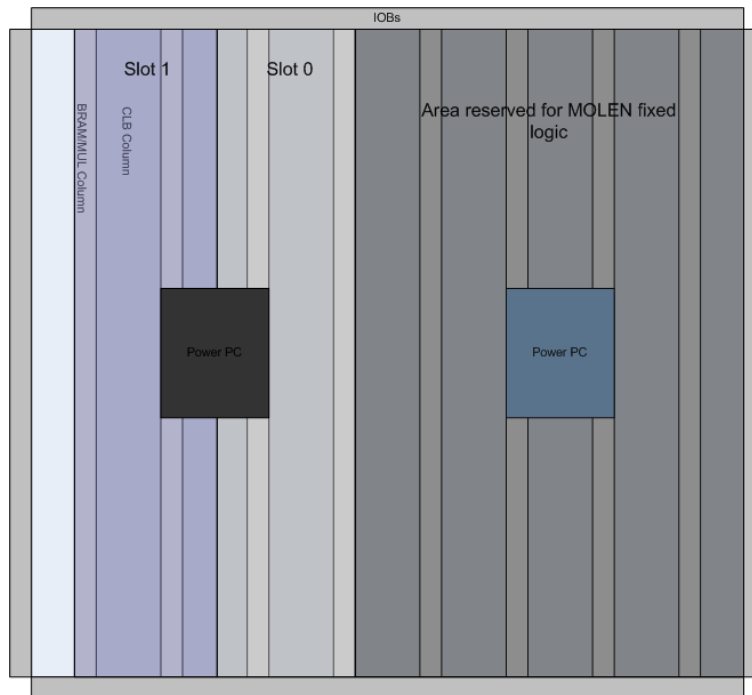 IOBs
Slot 1
Slot 0
Area reserved for MOLEN fixed
logic
BRAM/MUL Column
CLB Column
Power PC
Power PC